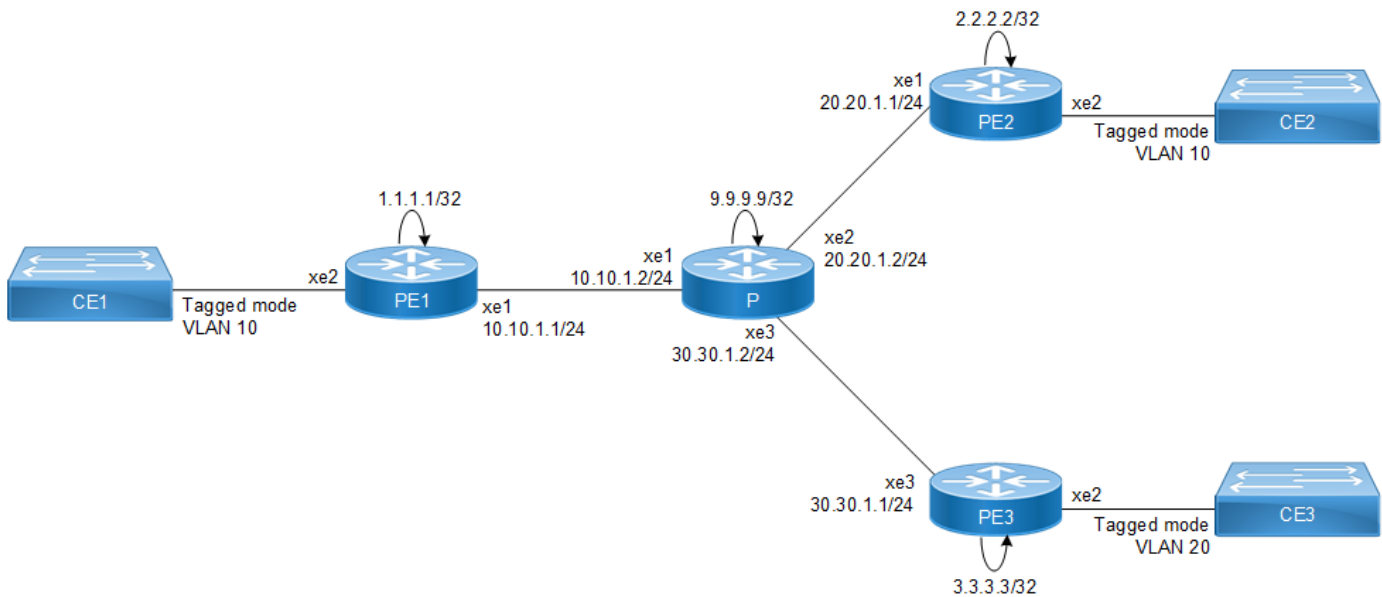 2.2.2.2/32
xe1
20.20.1.1/24
PE2
xe2
Tagged mode
VLAN 10
CE2
1.1.1.1/32
9.9.9.9/32
CE1
Tagged mode
VLAN 10
xe2
PE1
xe1
10.10.1.1/24
xe1
10.10.1.2/24
P
xe2
20.20.1.2/24
xe3
30.30.1.2/24
xe3
30.30.1.1/24
PE3
xe2
Tagged mode
VLAN 20
CE3
3.3.3.3/32